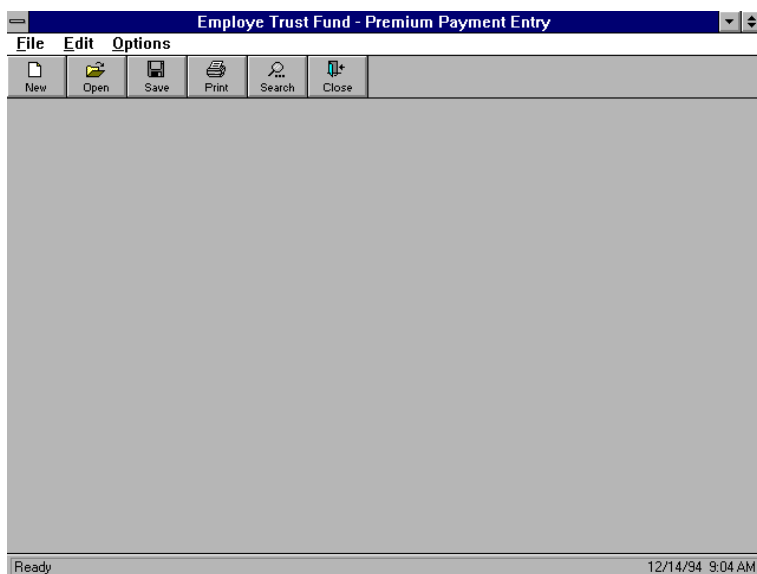 Employe Trust Fund - Premium Payment Entry
File Edit Options
New Open Save Print Search Close
Ready 12/14/94 9:04 AM